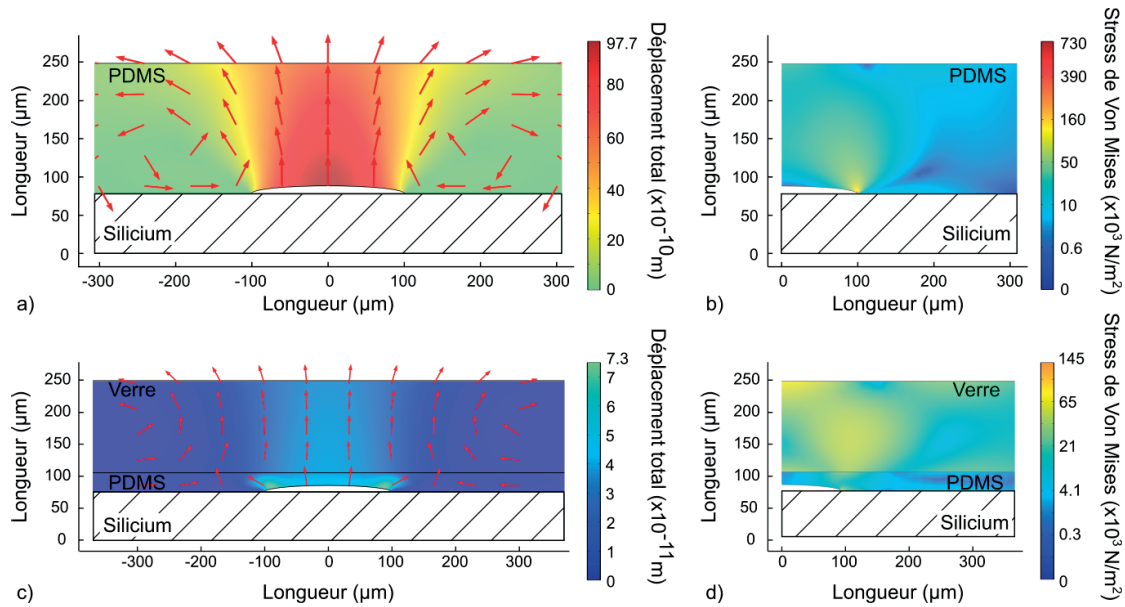 a)
Longueur (µm)
250
200
150
100
50
0
PDMS
Silicium
-300 -200 -100 0 100 200 300
Longueur (µm)
97.7
80
60
40
20
0
Déplacement total (x10⁻¹⁰m)
b)
Longueur (µm)
250
200
150
100
50
0
PDMS
Silicium
0 100 200 300
Longueur (µm)
730
390
160
50
10
0.6
0
Stress de Von Mises (x10³ N/m²)
c)
Longueur (µm)
250
200
150
100
50
0
Verre
PDMS
Silicium
-300 -200 -100 0 100 200 300
Longueur (µm)
7.3
7
6
5
4
3
2
1
0
Déplacement total (x10⁻¹¹m)
d)
Longueur (µm)
250
200
150
100
50
0
Verre
PDMS
Silicium
0 100 200 300
Longueur (µm)
145
65
21
4.1
0.3
0
Stress de Von Mises (x10³ N/m²)